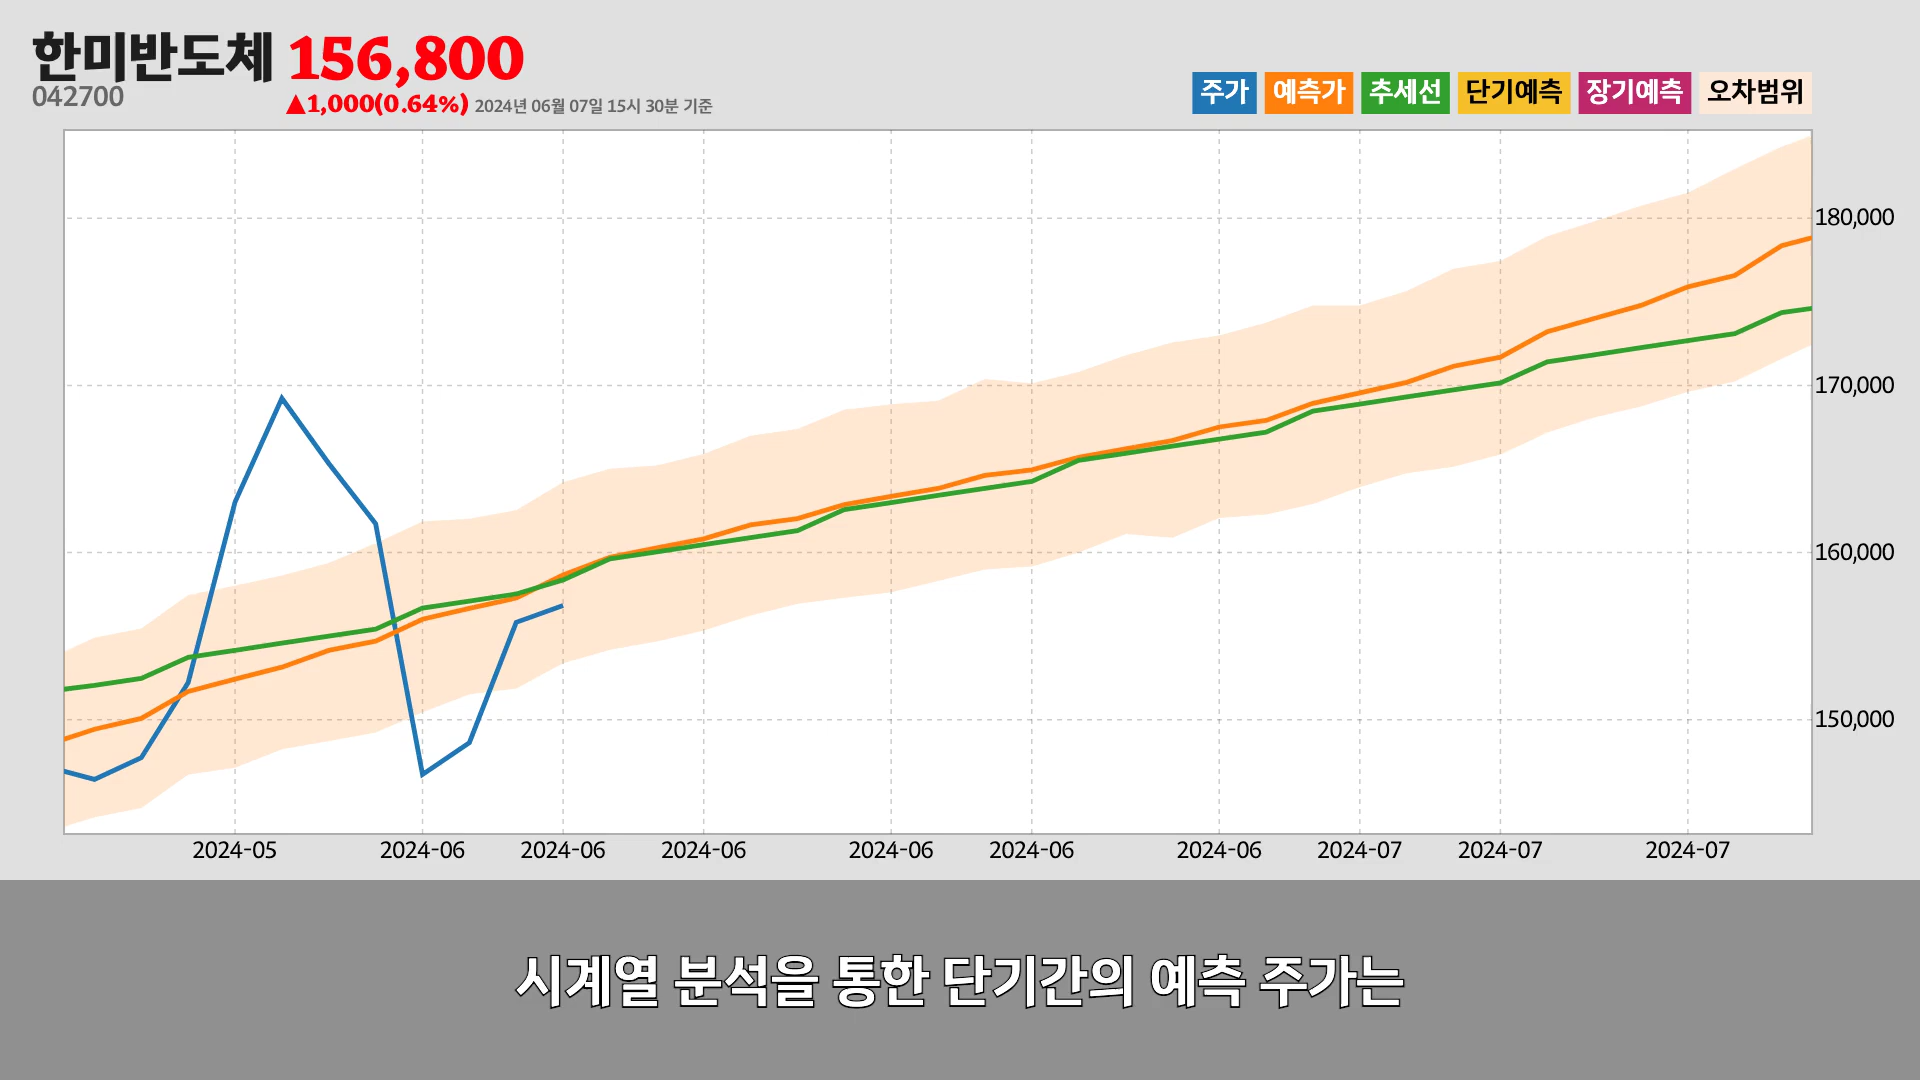 한미반도체 156,800
042700
▲1,000(0.64%) 2024년 06월 07일 15시 30분 기준
주가 예측가 추세선 단기예측 장기예측 오차범위
180,000
170,000
160,000
150,000
2024-05 2024-06 2024-06 2024-06 2024-06 2024-06 2024-06 2024-07 2024-07 2024-07
시계열 분석을 통한 단기간의 예측 주가는